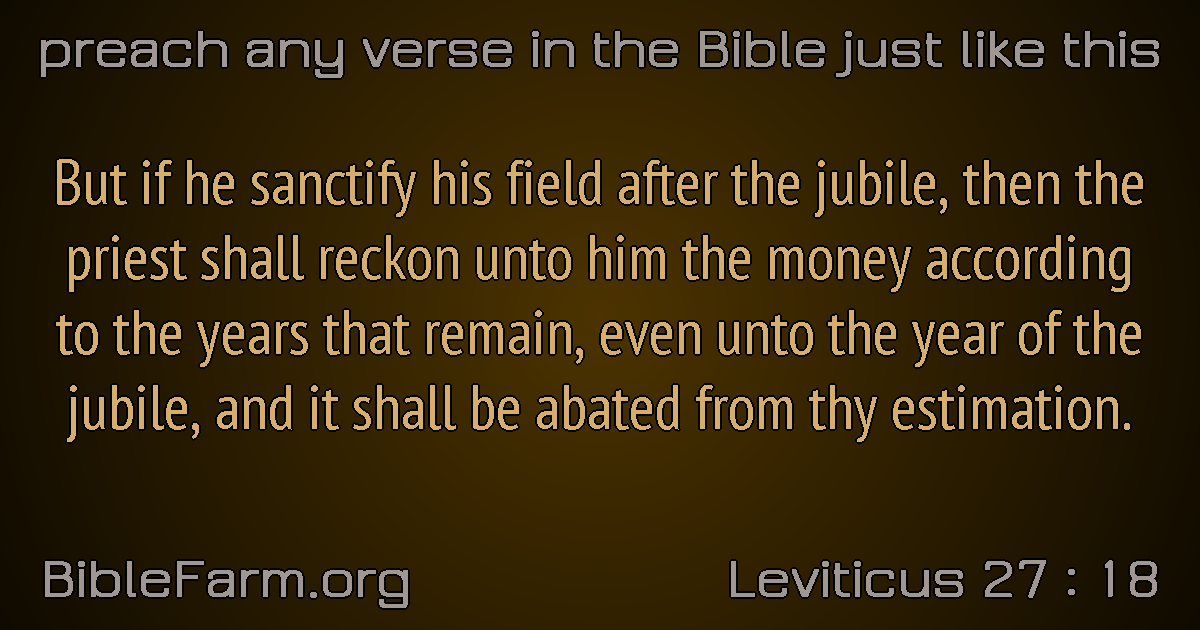 preach any verse in the Bible just like this
But if he sanctify his field after the jubile, then the
priest shall reckon unto him the money according
to the years that remain, even unto the year of the
jubile, and it shall be abated from thy estimation.
BibleFarm.org
Leviticus 27 : 18